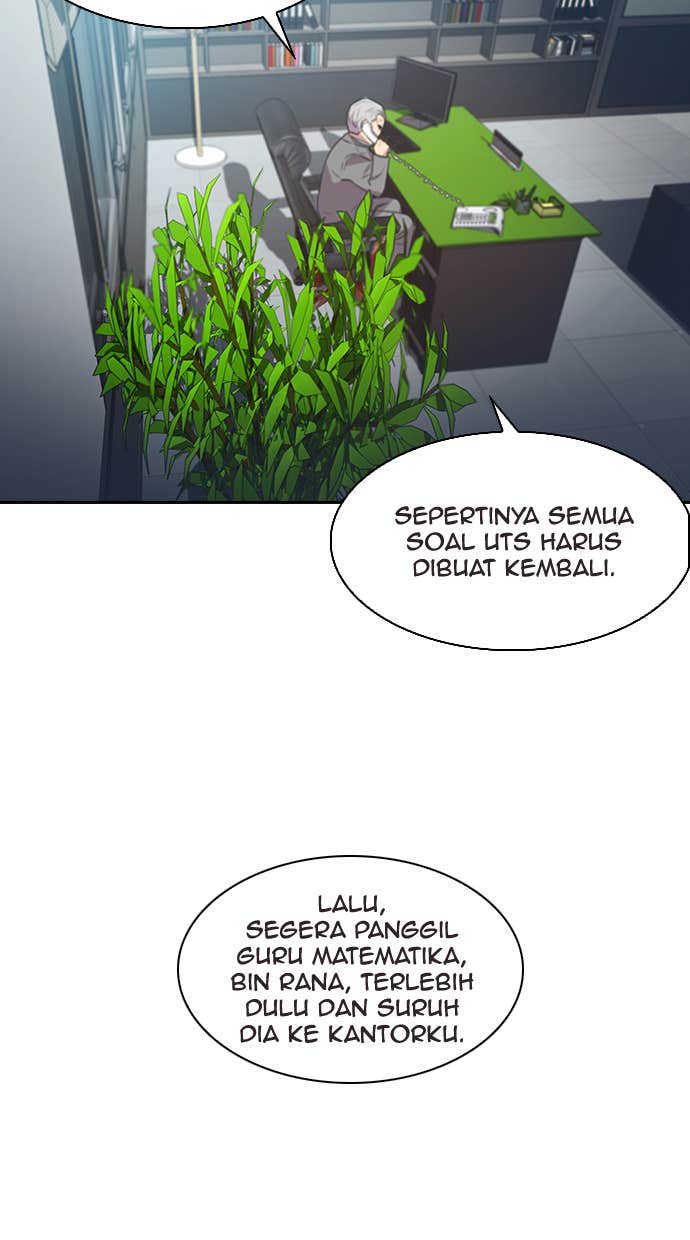 SEPERTINYA SEMUA
SOAL UTS HARUS
DIBUAT KEMBALI.
LALU,
SEGERA PANGGIL
GURU MATEMATIKA,
BIN RANA, TERLEBIH
DULU DAN SURUH
DIA KE KANTORKU.